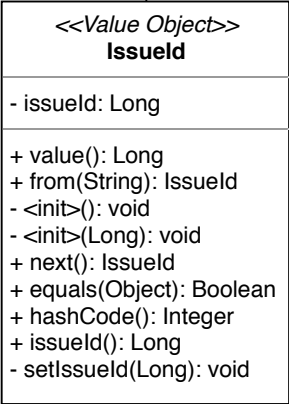 <<Value Object>>
IssueId
- issueId: Long
+ value(): Long
+ from(String): IssueId
- <init>(): void
- <init>(Long): void
+ next(): IssueId
+ equals(Object): Boolean
+ hashCode(): Integer
+ issueId(): Long
- setIssueId(Long): void